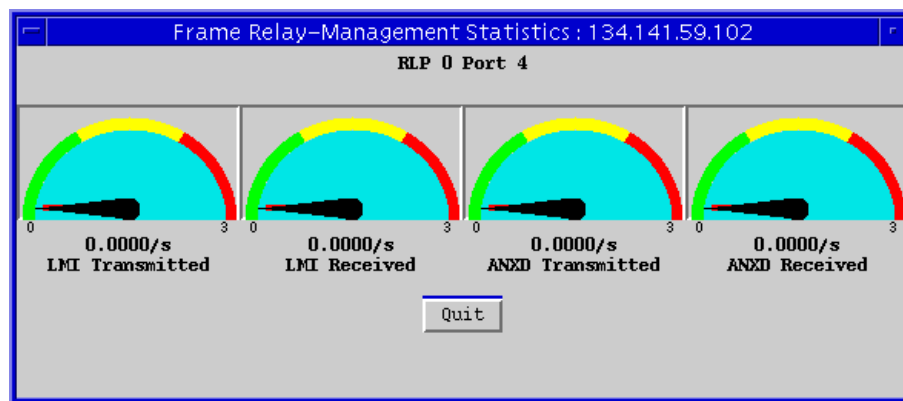 Frame Relay-Management Statistics : 134.141.59.102
RLP 0 Port 4
0 3 0 3 0 3 0 3
0.0000/s 0.0000/s 0.0000/s 0.0000/s
LMI Transmitted LMI Received ANXD Transmitted ANXD Received
Quit